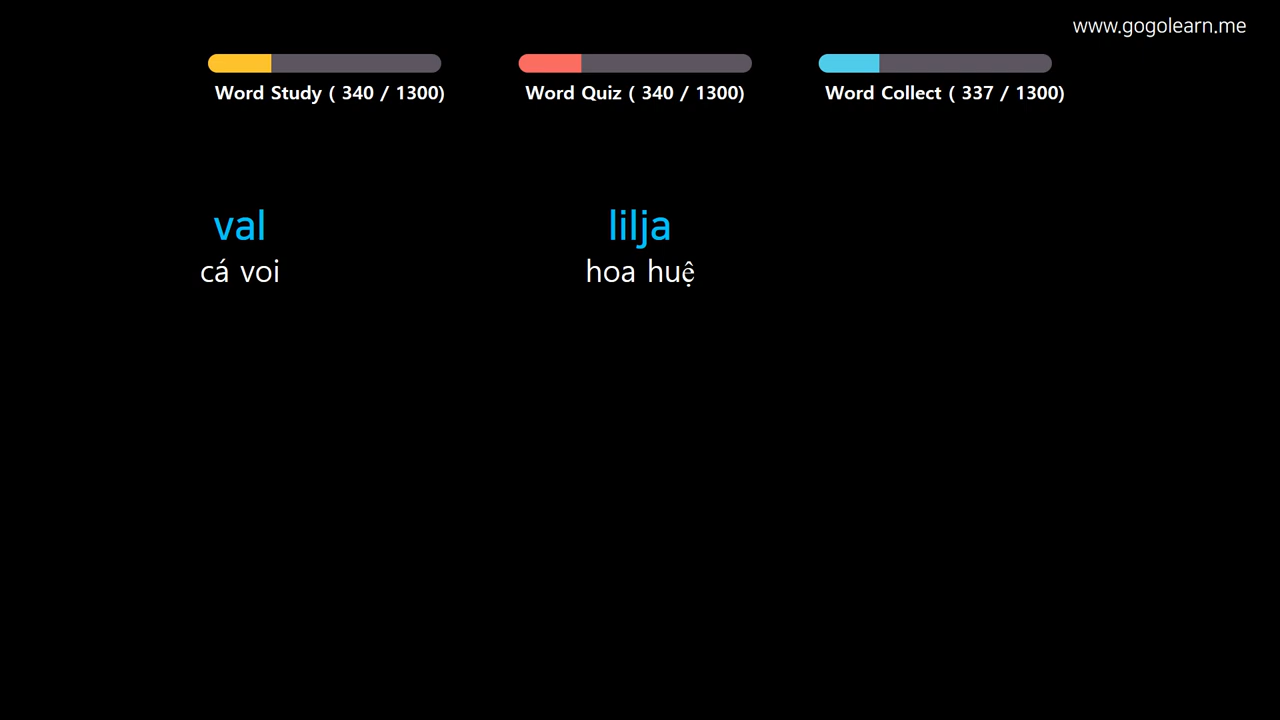 www.gogolearn.me
Word Study ( 340 / 1300)
Word Quiz ( 340 / 1300)
Word Collect ( 337 / 1300)
val
cá voi
lilja
hoa huệ